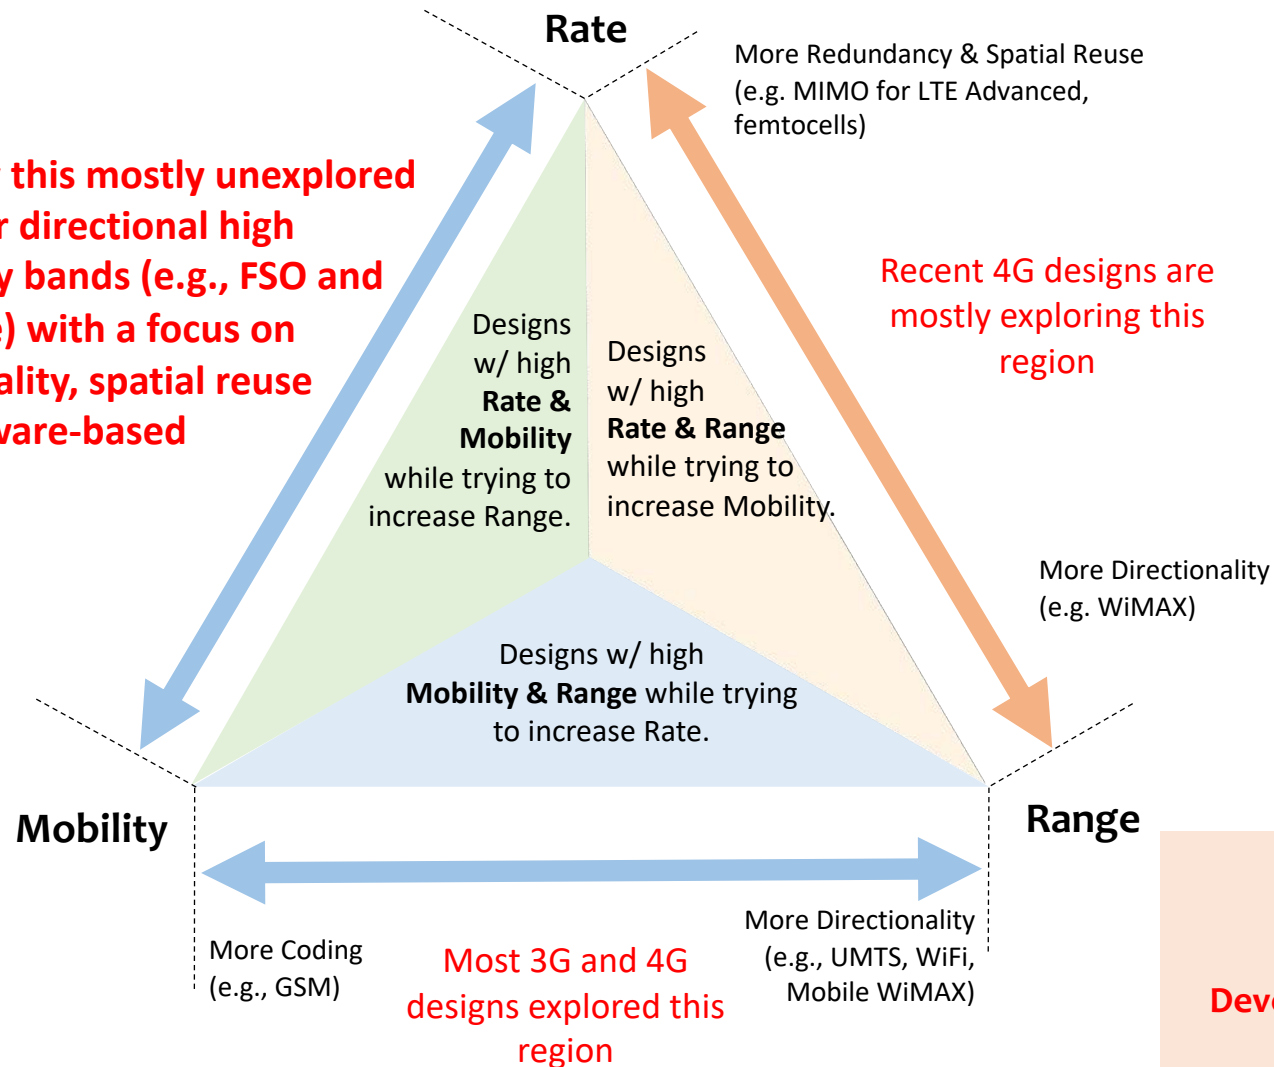 Rate
More Redundancy & Spatial Reuse
(e.g. MIMO for LTE Advanced,
femtocells)
this mostly unexplored
directional high
bands (e.g., FSO and
with a focus on
spatial reuse
Recent 4G designs are
mostly exploring this
region
Designs
w/ high
Rate &
Mobility
while trying to
increase Range.
Designs
w/ high
Rate & Range
while trying to
increase Mobility.
More Directionality
(e.g. WiMAX)
Designs w/ high
Mobility & Range while trying
to increase Rate.
Mobility
Range
More Coding
(e.g., GSM)
Most 3G and 4G
designs explored this
region
More Directionality
(e.g., UMTS, WiFi,
Mobile WiMAX)